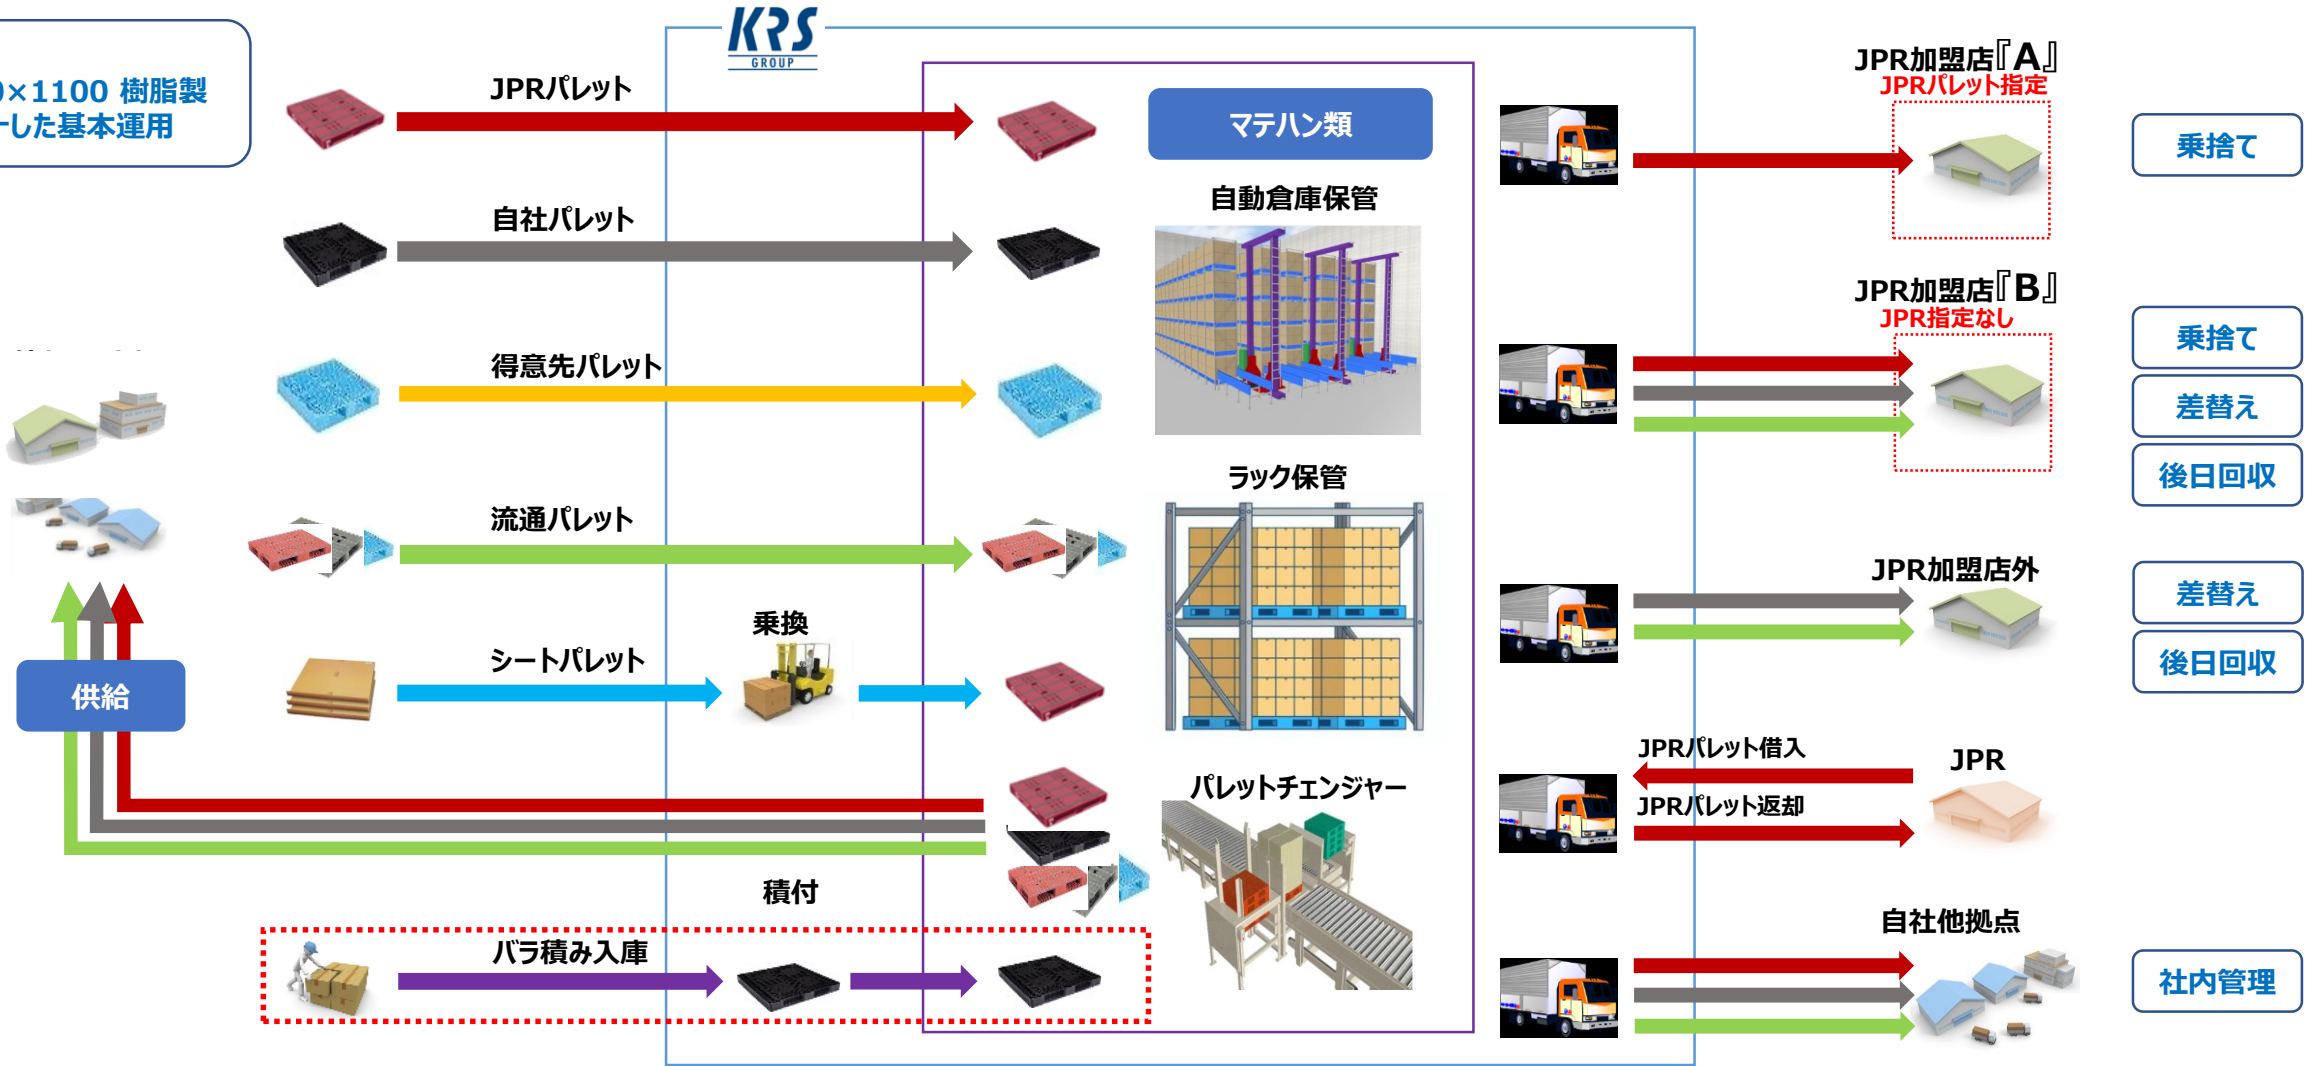 KRS
GROUP
×1100 樹脂製
した基本運用
JPRパレット
自社パレット
得意先パレット
流通パレット
シートパレット
乗換
供給
積付
バラ積み入庫
マテハン類
自動倉庫保管
ラック保管
パレットチェンジャー
JPR加盟店『A』
JPRパレット指定
乗捨て
JPR加盟店『B』
JPR指定なし
乗捨て
差替え
後日回収
JPR加盟店外
差替え
後日回収
JPRパレット借入
JPR
JPRパレット返却
自社他拠点
社内管理